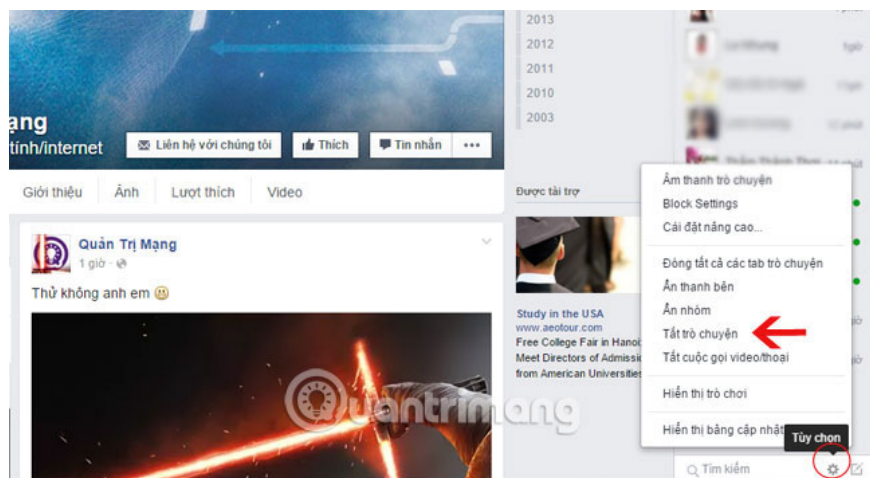 ạng
tính/internet
Liên hệ với chúng tôi
Thích
Tin nhắn
Giới thiệu
Ảnh
Lượt thích
Video
Quản Trị Mạng
1 giờ
Thử không anh em
Quantrimang
2013
2012
2011
2010
2003
Được tài trợ
Study in the USA
www.aeotour.com
Free College Fair in Hanoi
Meet Directors of Admissi
from American Universities
giờ
12 phút
Âm thanh trò chuyện
Block Settings
Cài đặt nâng cao...
Đóng tất cả các tab trò chuyện
Ẩn thanh bên
Ẩn nhóm
Tắt trò chuyện
Tắt cuộc gọi video/thoại
Hiển thị trò chơi
Hiển thị bảng cập nhật
Tùy chọn
Tìm kiếm